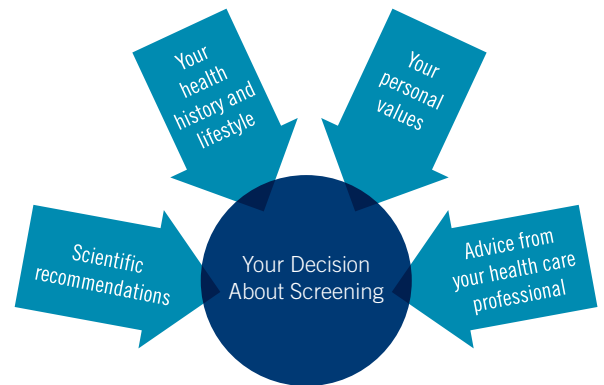 Your
health
history and
lifestyle
Your
personal
values
Scientific
recommendations
Your Decision
About Screening
Advice from
your health care
professional